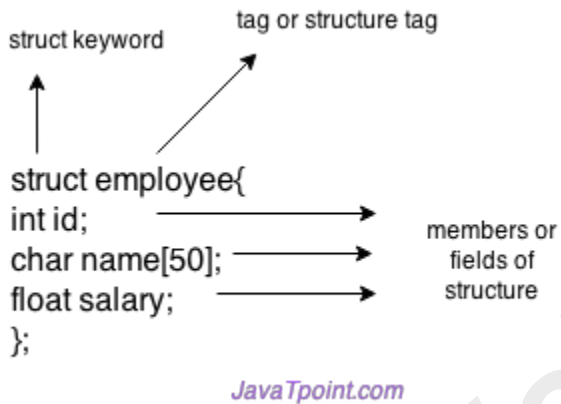 struct keyword
tag or structure tag
struct employee{
int id;
char name[50];
float salary;
};
members or
fields of
structure
JavaTpoint.com